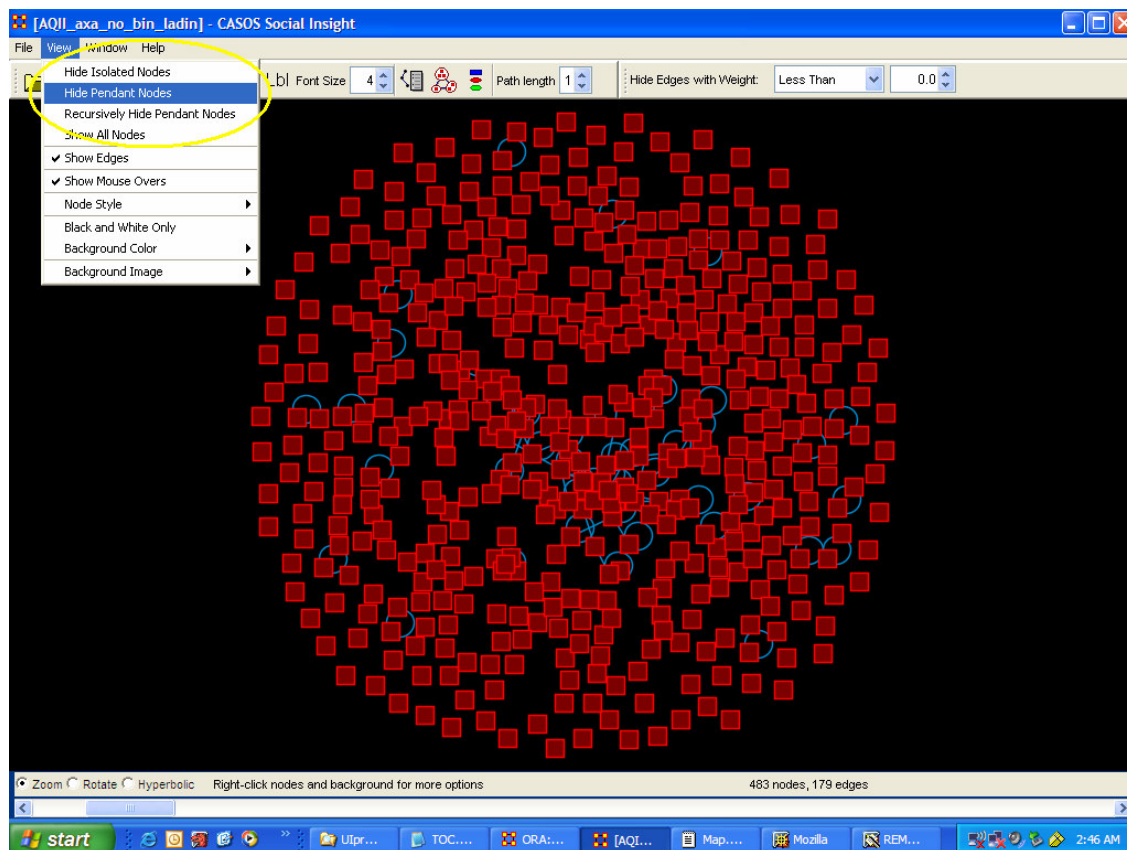 [AQII_axa_no_bin_ladin] - CASOS Social Insight
File View Window Help
Lbl Font Size 4 Path length 1 Hide Edges with Weight: Less Than 0.0
Hide Isolated Nodes
Hide Pendant Nodes
Recursively Hide Pendant Nodes
Show All Nodes
Show Edges
Show Mouse Overs
Node Style
Black and White Only
Background Color
Background Image
Zoom Rotate Hyperbolic Right-click nodes and background for more options 483 nodes, 179 edges
start UIpr... TOC.... ORA:... [AQI... Map.... Mozilla REM... 2:46 AM